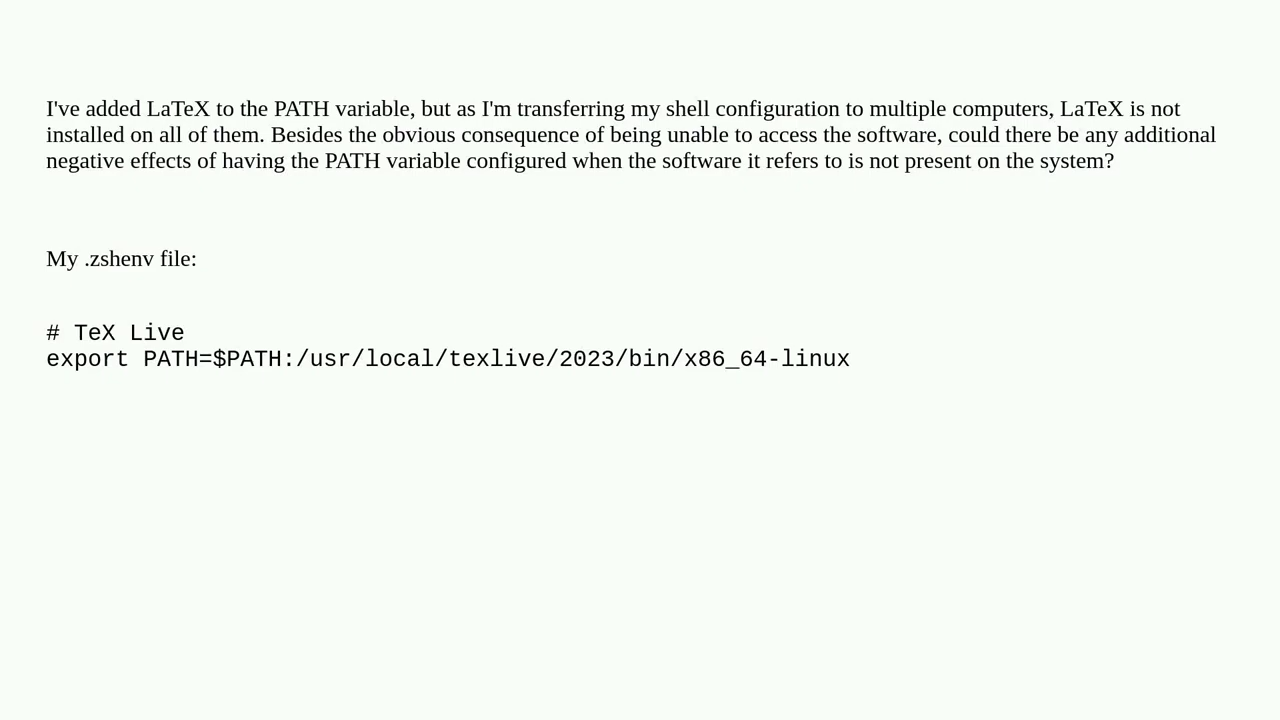 I've added LaTeX to the PATH variable, but as I'm transferring my shell configuration to multiple computers, LaTeX is not
installed on all of them. Besides the obvious consequence of being unable to access the software, could there be any additional
negative effects of having the PATH variable configured when the software it refers to is not present on the system?
My .zshenv file:
# TeX Live
export PATH=$PATH:/usr/local/texlive/2023/bin/x86_64-linux